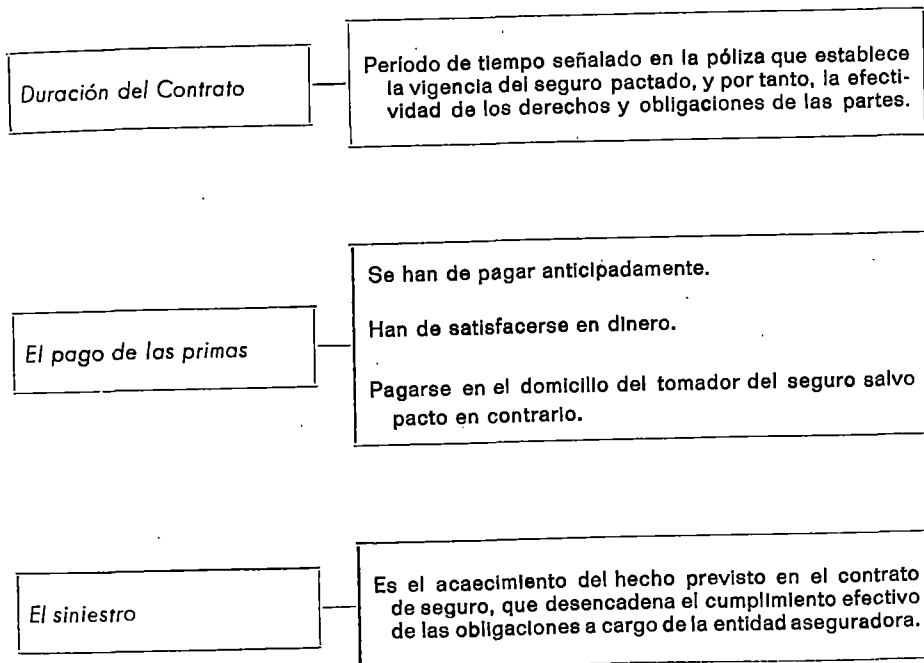 Duración del Contrato
Período de tiempo señalado en la póliza que establece
la vigencia del seguro pactado, y por tanto, la efecti-
vidad de los derechos y obligaciones de las partes.
El pago de las primas
Se han de pagar anticipadamente.
Han de satisfacerse en dinero.
Pagarse en el domicilio del tomador del seguro salvo
pacto en contrario.
El siniestro
Es el acaecimiento del hecho previsto en el contrato
de seguro, que desencadena el cumplimiento efectivo
de las obligaciones a cargo de la entidad aseguradora.